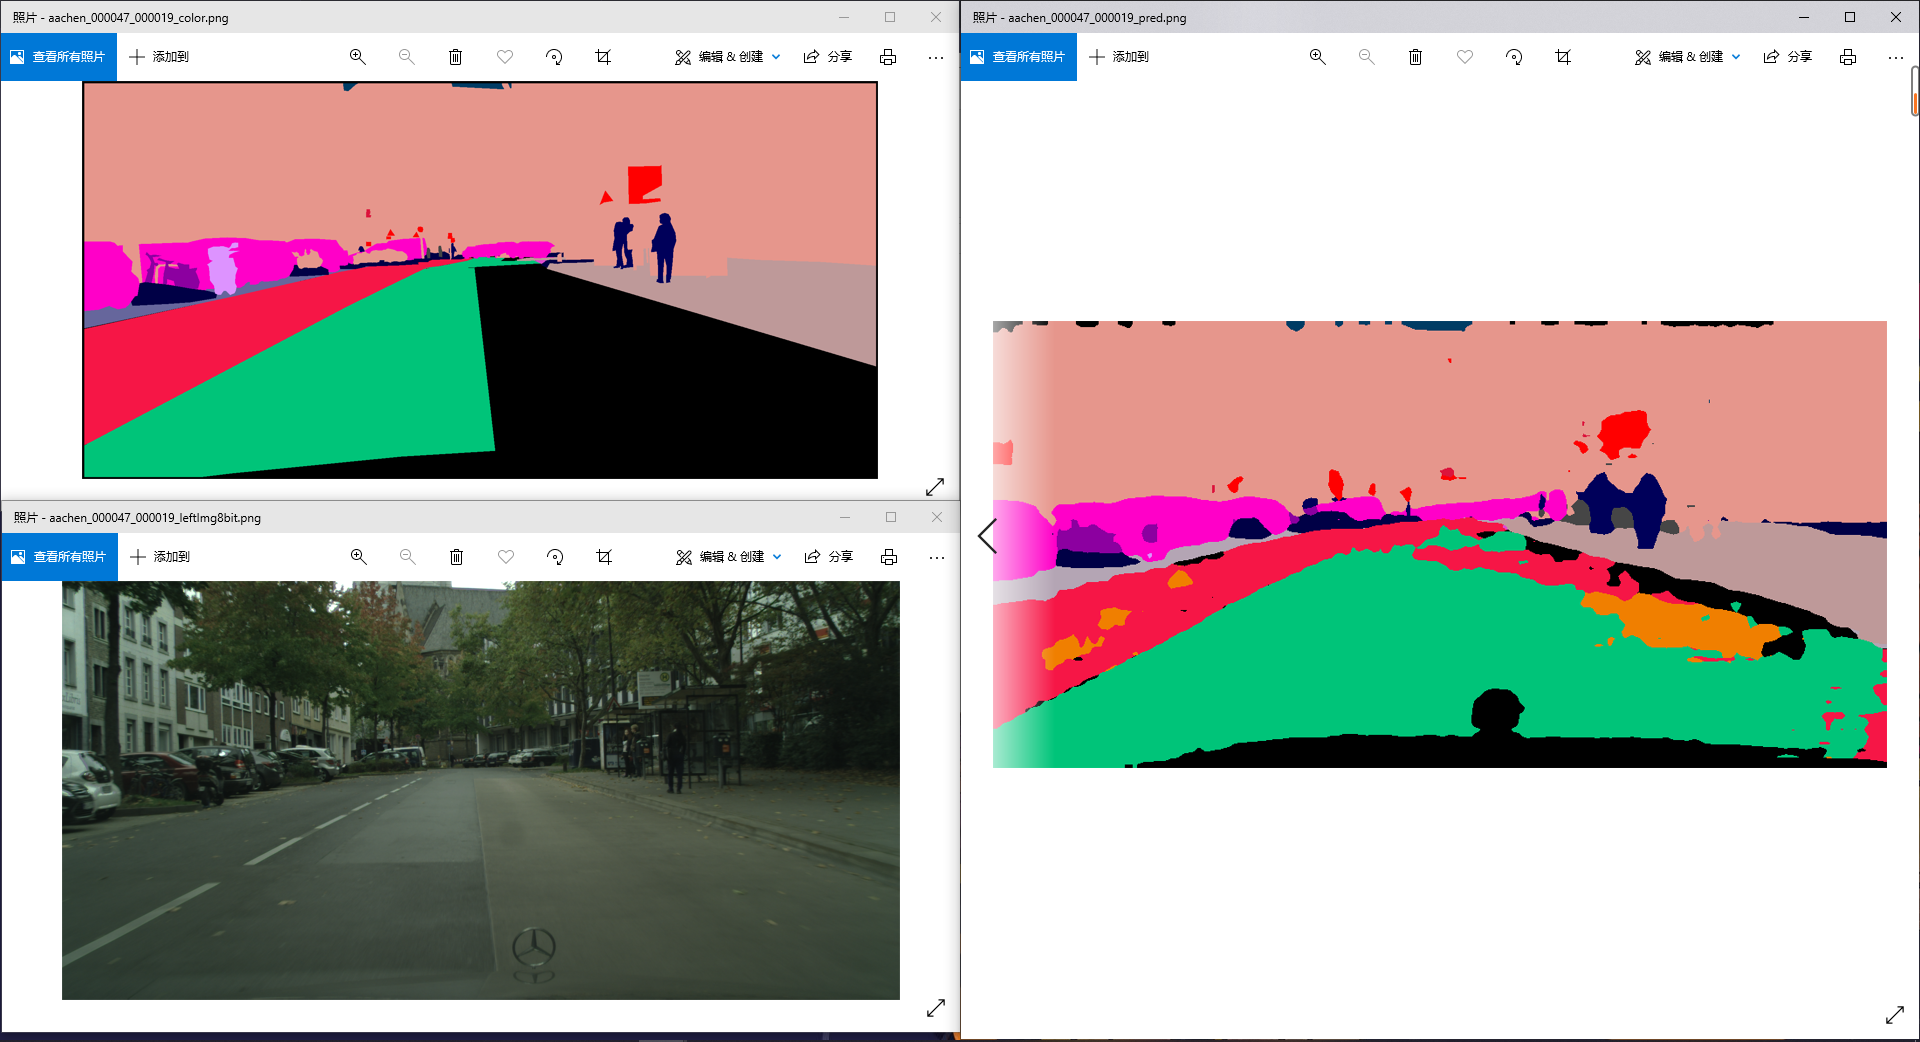 照片 - aachen_000047_000019_color.png
查看所有照片
添加到
编辑 & 创建
分享
照片 - aachen_000047_000019_leftImg8bit.png
查看所有照片
添加到
编辑 & 创建
分享
照片 - aachen_000047_000019_pred.png
查看所有照片
添加到
编辑 & 创建
分享